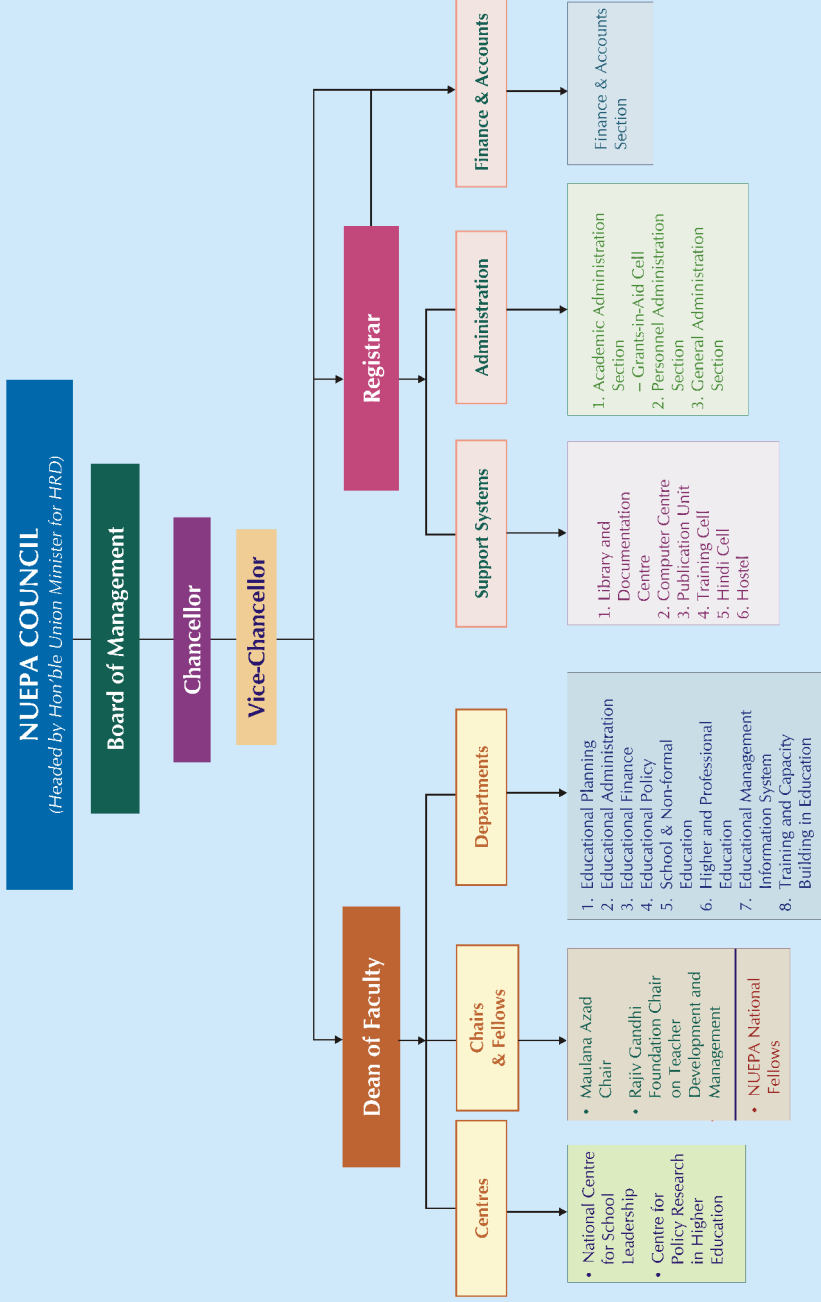 NUEPA COUNCIL
(Headed by Hon'ble Union Minister for HRD)
Board of Management
Chancellor
Vice-Chancellor
Dean of Faculty
Registrar
Centres
Chairs
& Fellows
Departments
Support Systems
Administration
Finance & Accounts
• National Centre
for School
Leadership
• Centre for
Policy Research
in Higher
Education
• Maulana Azad
Chair
• Rajiv Gandhi
Foundation Chair
on Teacher
Development and
Management
• NUEPA National
Fellows
1. Educational Planning
2. Educational Administration
3. Educational Finance
4. Educational Policy
5. School & Non-formal
Education
6. Higher and Professional
Education
7. Educational Management
Information System
8. Training and Capacity
Building in Education
1. Library and
Documentation
Centre
2. Computer Centre
3. Publication Unit
4. Training Cell
5. Hindi Cell
6. Hostel
1. Academic Administration
Section
– Grants-in-Aid Cell
2. Personnel Administration
Section
3. General Administration
Section
Finance & Accounts
Section